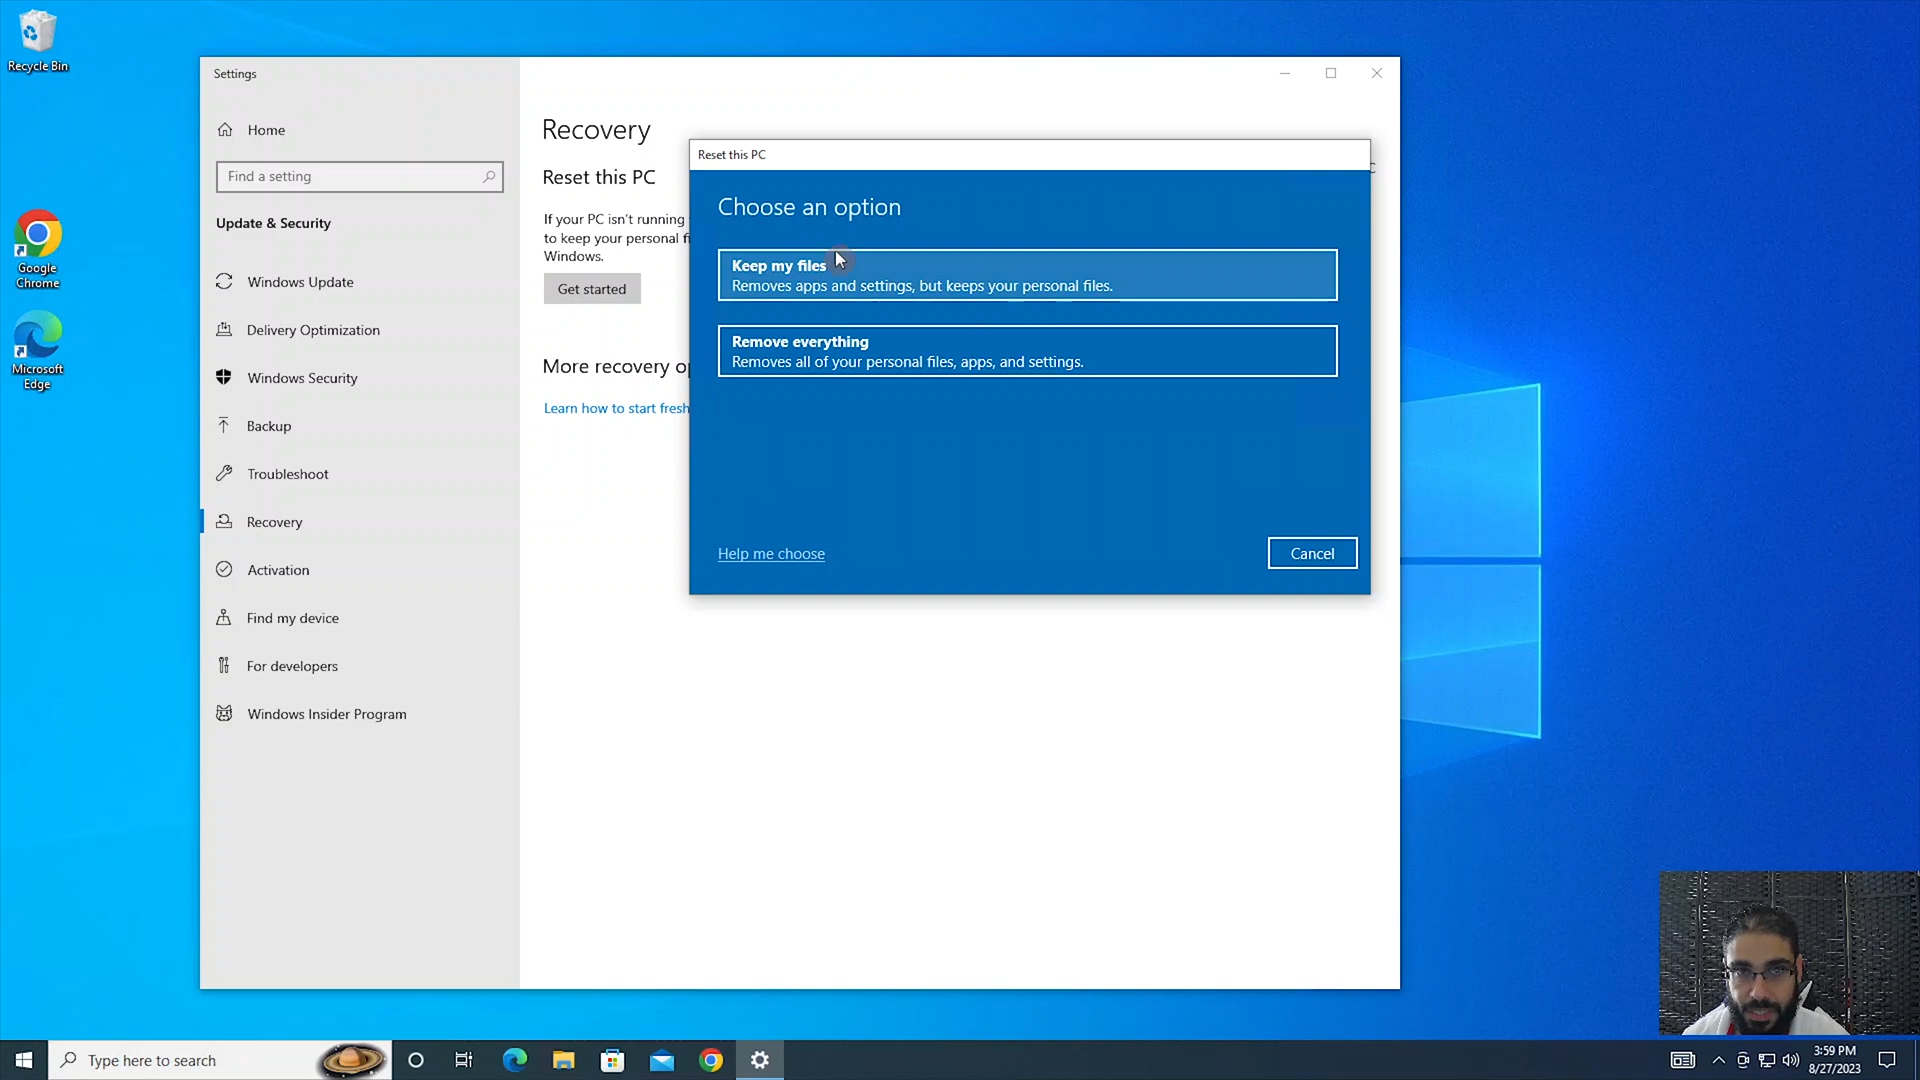 Recycle Bin
Google
Chrome
Microsoft
Edge
Settings
Home
Find a setting
Update & Security
Windows Update
Delivery Optimization
Windows Security
Backup
Troubleshoot
Recovery
Activation
Find my device
For developers
Windows Insider Program
Recovery
Reset this PC
If your PC isn't running
to keep your personal fi
Windows.
Get started
More recovery op
Learn how to start fresh
Reset this PC
Choose an option
Keep my files
Removes apps and settings, but keeps your personal files.
Remove everything
Removes all of your personal files, apps, and settings.
Help me choose
Cancel
Type here to search
3:59 PM
8/27/2023